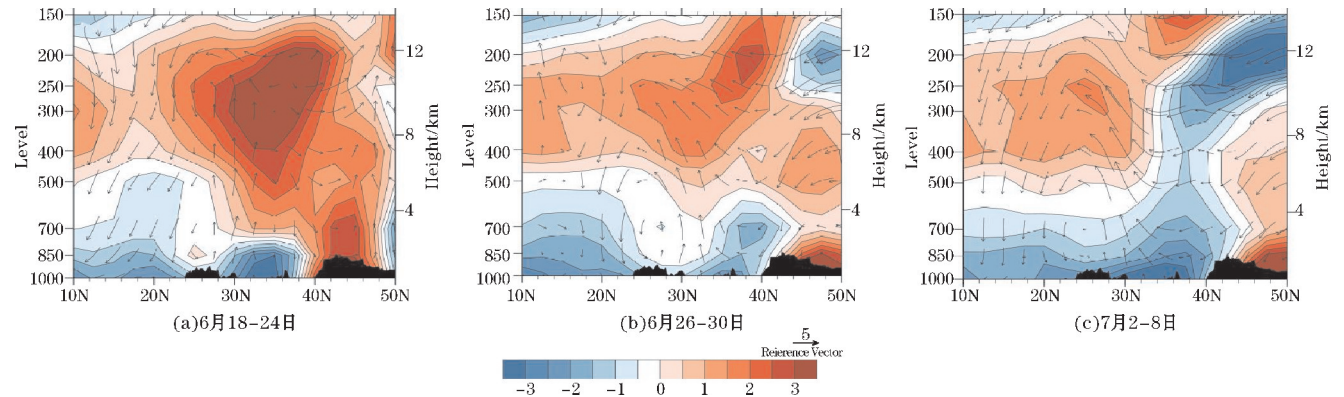 150
200
250
300
400
500
700
850
1000
Level
12
8
4
Height/km
10N 20N 30N 40N 50N
(a)6月18-24日
150
200
250
300
400
500
700
850
1000
Level
12
8
4
Height/km
10N 20N 30N 40N 50N
(b)6月26-30日
150
200
250
300
400
500
700
850
1000
Level
12
8
4
Height/km
10N 20N 30N 40N 50N
(c)7月2-8日
5
Reierence Vector
-3 -2 -1 0 1 2 3